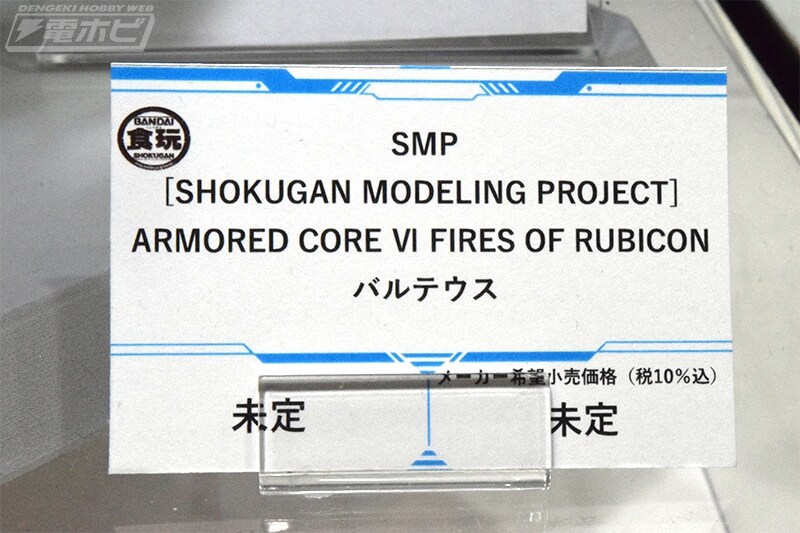 DENGEKI HOBBY WEB
電ホビ
BANDAI
食玩
SHOKUGAN
SMP
[SHOKUGAN MODELING PROJECT]
ARMORED CORE VI FIRES OF RUBICON
バルテウス
メーカー希望小売価格（税10%込）
未定
未定